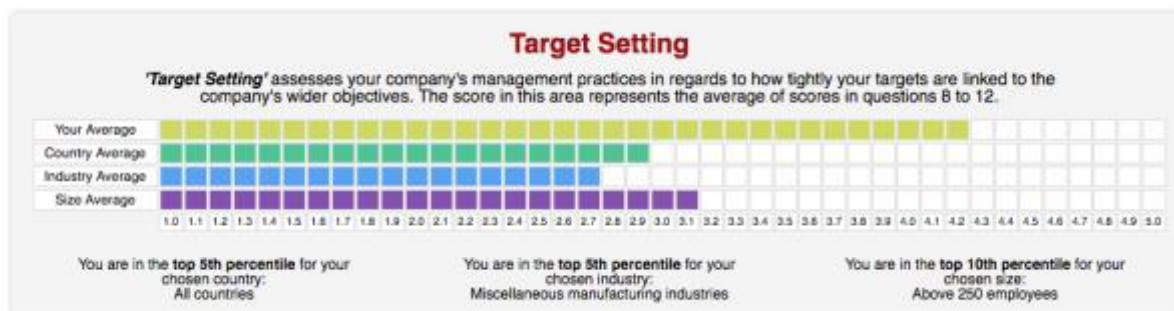 Target Setting
'Target Setting' assesses your company's management practices in regards to how tightly your targets are linked to the
company's wider objectives. The score in this area represents the average of scores in questions 8 to 12.
Your Average
Country Average
Industry Average
Size Average
1.0 1.1 1.2 1.3 1.4 1.5 1.6 1.7 1.8 1.9 2.0 2.1 2.2 2.3 2.4 2.5 2.6 2.7 2.8 2.9 3.0 3.1 3.2 3.3 3.4 3.5 3.6 3.7 3.8 3.9 4.0 4.1 4.2 4.3 4.4 4.5 4.6 4.7 4.8 4.9 5.0
You are in the top 5th percentile for your
chosen country:
All countries
You are in the top 5th percentile for your
chosen industry:
Miscellaneous manufacturing industries
You are in the top 10th percentile for your
chosen size:
Above 250 employees